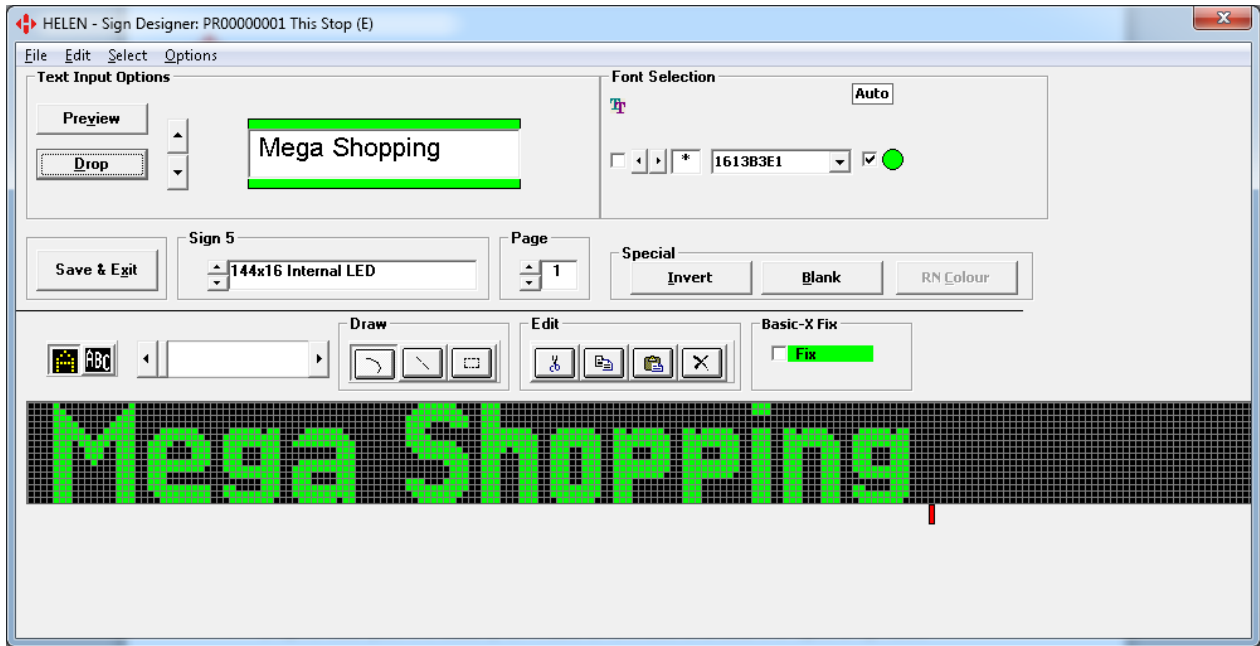 HELEN - Sign Designer: PR00000001 This Stop (E)
File Edit Select Options
Text Input Options
Font Selection
Auto
Preview
Drop
Mega Shopping
* 1613B3E1
Save & Exit
Sign 5
144x16 Internal LED
Page
1
Special
Invert
Blank
RN Colour
ABC
Draw
Edit
Basic-X Fix
Fix
Mega Shopping